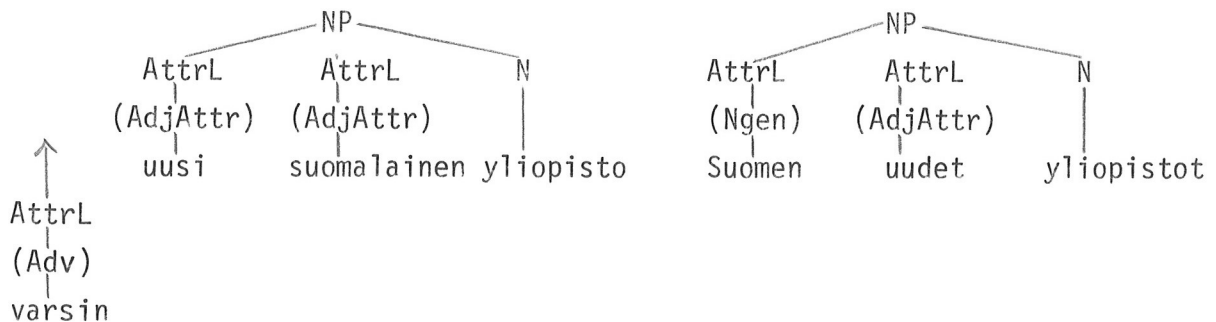 NP NP
AttrL AttrL N AttrL AttrL N
(AdjAttr) (AdjAttr) (Ngen) (AdjAttr)
uusi suomalainen yliopisto Suomen uudet yliopistot
AttrL
(Adv)
varsin